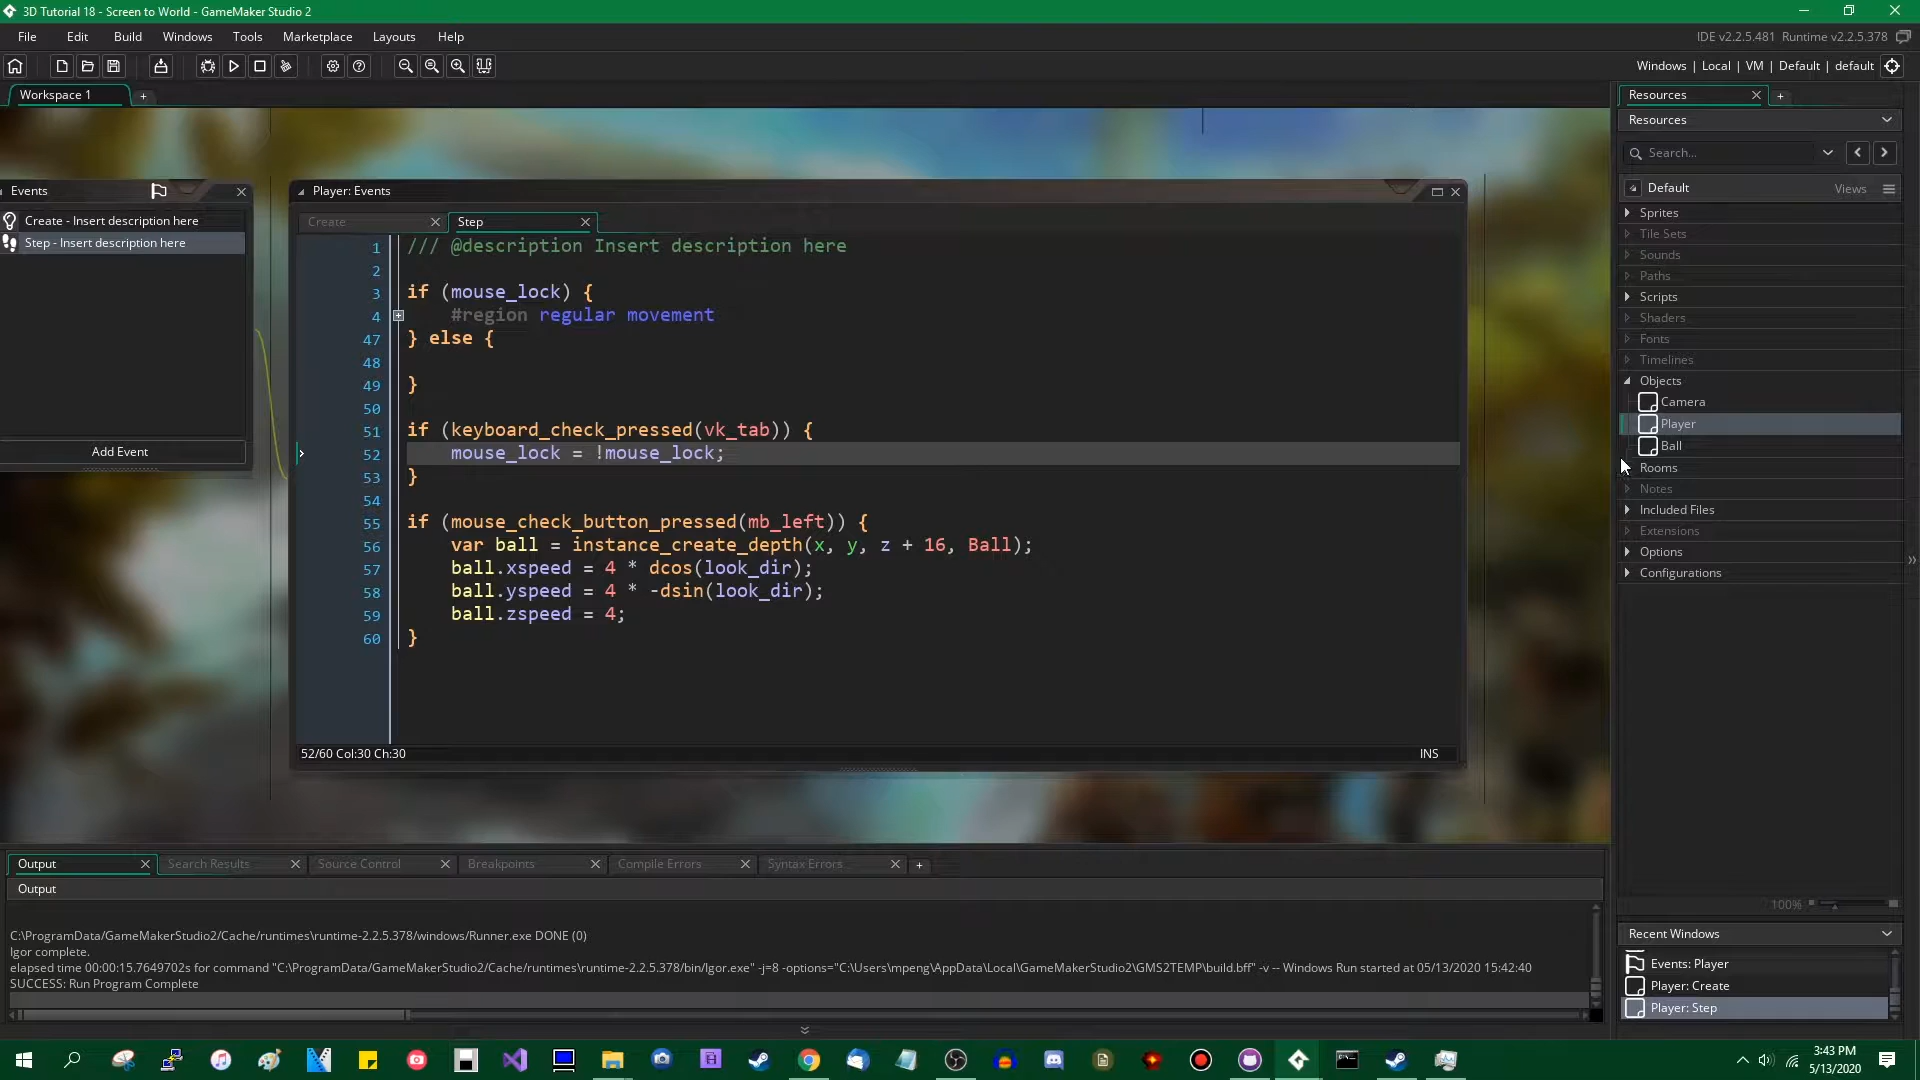 3D Tutorial 18 - Screen to World - GameMaker Studio 2
File Edit Build Windows Tools Marketplace Layouts Help
IDE v2.2.5.481 Runtime v2.2.5.378
Windows | Local | VM | Default | default
Workspace 1
Events
Create - Insert description here
Step - Insert description here
Add Event
Player: Events
Create
Step
1 /// @description Insert description here
2
3 if (mouse_lock) {
4 #region regular movement
47 } else {
48
49 }
50
51 if (keyboard_check_pressed(vk_tab)) {
52 mouse_lock = !mouse_lock;
53 }
54
55 if (mouse_check_button_pressed(mb_left)) {
56 var ball = instance_create_depth(x, y, z + 16, Ball);
57 ball.xspeed = 4 * dcos(look_dir);
58 ball.yspeed = 4 * -dsin(look_dir);
59 ball.zspeed = 4;
60 }
52/60 Col:30 Ch:30
INS
Resources
Resources
Search...
Default
Views
Sprites
Tile Sets
Sounds
Paths
Scripts
Shaders
Fonts
Timelines
Objects
Camera
Player
Ball
Rooms
Notes
Included Files
Extensions
Options
Configurations
100%
Recent Windows
Events: Player
Player: Create
Player: Step
Output
Search Results
Source Control
Breakpoints
Compile Errors
Syntax Errors
Output
C:\ProgramData/GameMakerStudio2/Cache/runtimes\runtime-2.2.5.378/windows/Runner.exe DONE (0)
Igor complete.
elapsed time 00:00:15.7649702s for command "C:\ProgramData/GameMakerStudio2/Cache/runtimes\runtime-2.2.5.378/bin/Igor.exe" -j=8 -options="C:\Users\mpeng\AppData\Local\GameMakerStudio2\GMS2TEMP\build.bff" -v -- Windows Run started at 05/13/2020 15:42:40
SUCCESS: Run Program Complete
3:43 PM
5/13/2020